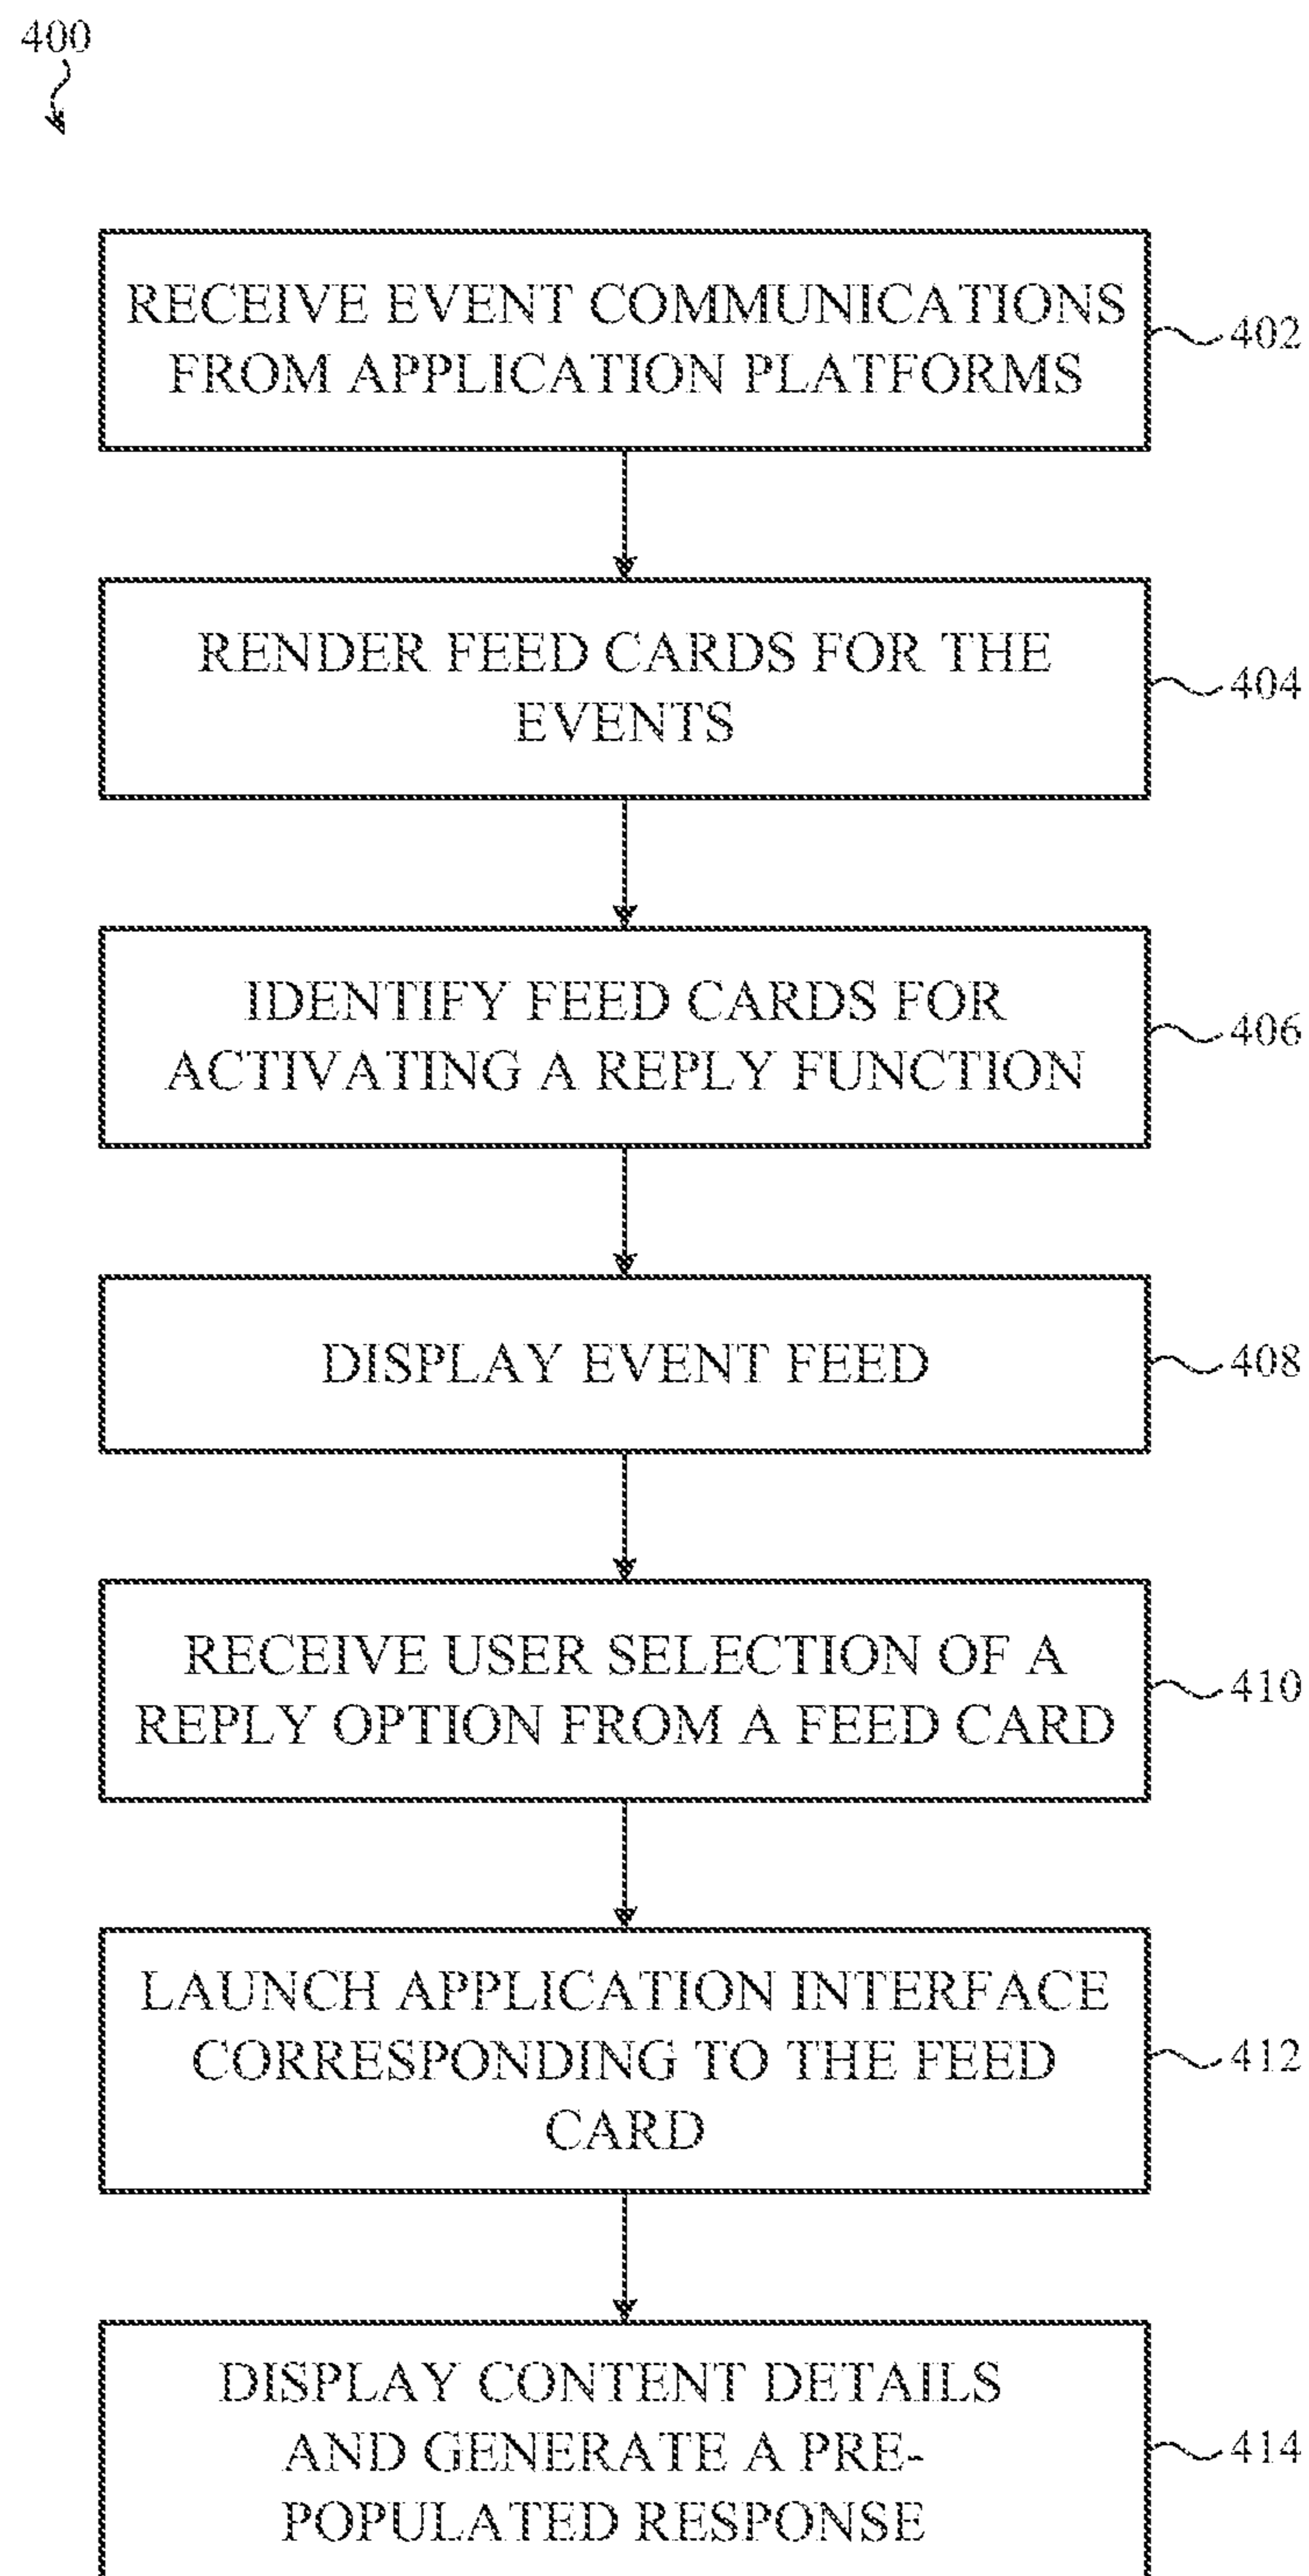 400
RECEIVE EVENT COMMUNICATIONS
FROM APPLICATION PLATFORMS
402
RENDER FEED CARDS FOR THE
EVENTS
404
IDENTIFY FEED CARDS FOR
ACTIVATING A REPLY FUNCTION
406
DISPLAY EVENT FEED
408
RECEIVE USER SELECTION OF A
REPLY OPTION FROM A FEED CARD
410
LAUNCH APPLICATION INTERFACE
CORRESPONDING TO THE FEED
CARD
412
DISPLAY CONTENT DETAILS
AND GENERATE A PRE-
POPULATED RESPONSE
414